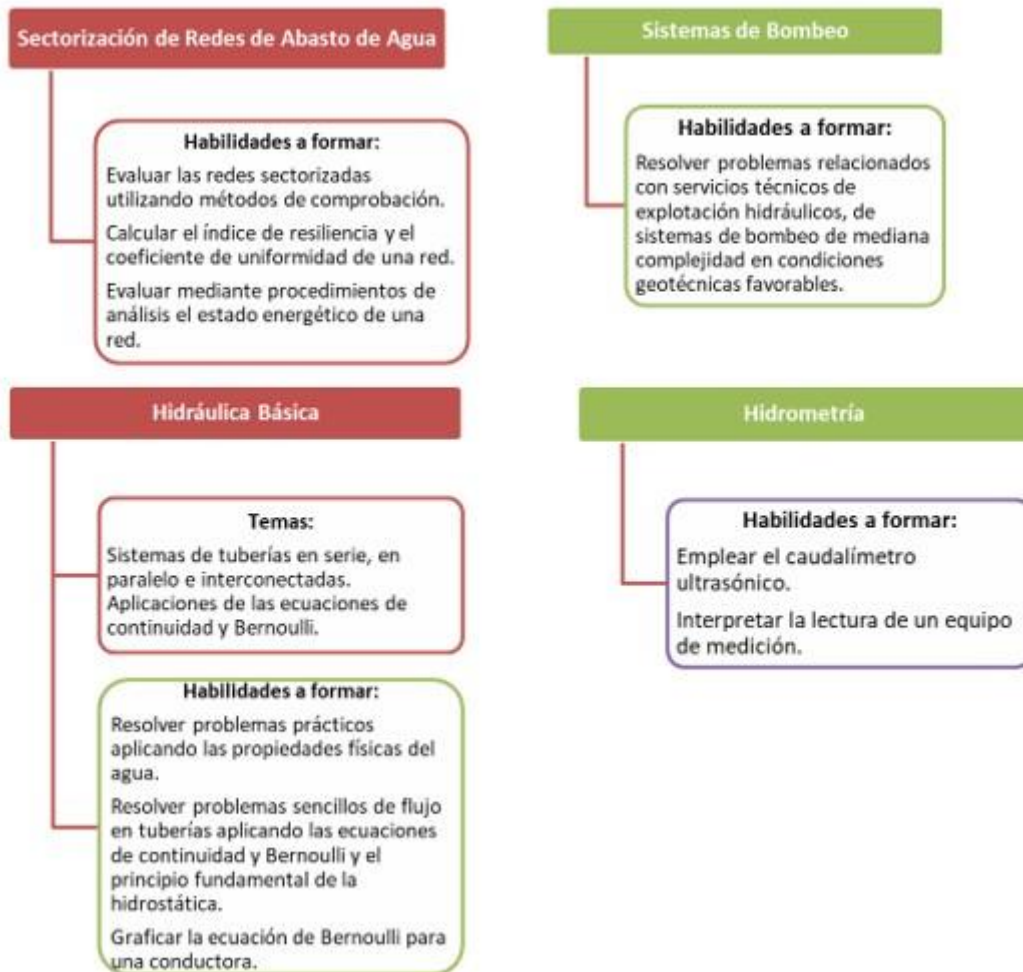 Sectorización de Redes de Abasto de Agua
Habilidades a formar:
Evaluar las redes sectorizadas
utilizando métodos de comprobación.
Calcular el índice de resiliencia y el
coeficiente de uniformidad de una red.
Evaluar mediante procedimientos de
análisis el estado energético de una
red.
Sistemas de Bombeo
Habilidades a formar:
Resolver problemas relacionados
con servicios técnicos de
explotación hidráulicos, de
sistemas de bombeo de mediana
complejidad en condiciones
geotécnicas favorables.
Hidráulica Básica
Temas:
Sistemas de tuberías en serie, en
paralelo e interconectadas.
Aplicaciones de las ecuaciones de
continuidad y Bernoulli.
Habilidades a formar:
Resolver problemas prácticos
aplicando las propiedades físicas del
agua.
Resolver problemas sencillos de flujo
en tuberías aplicando las ecuaciones
de continuidad y Bernoulli y el
principio fundamental de la
hidrostática.
Graficar la ecuación de Bernoulli para
una conductora.
Hidrometría
Habilidades a formar:
Emplear el caudalímetro
ultrasónico.
Interpretar la lectura de un equipo
de medición.